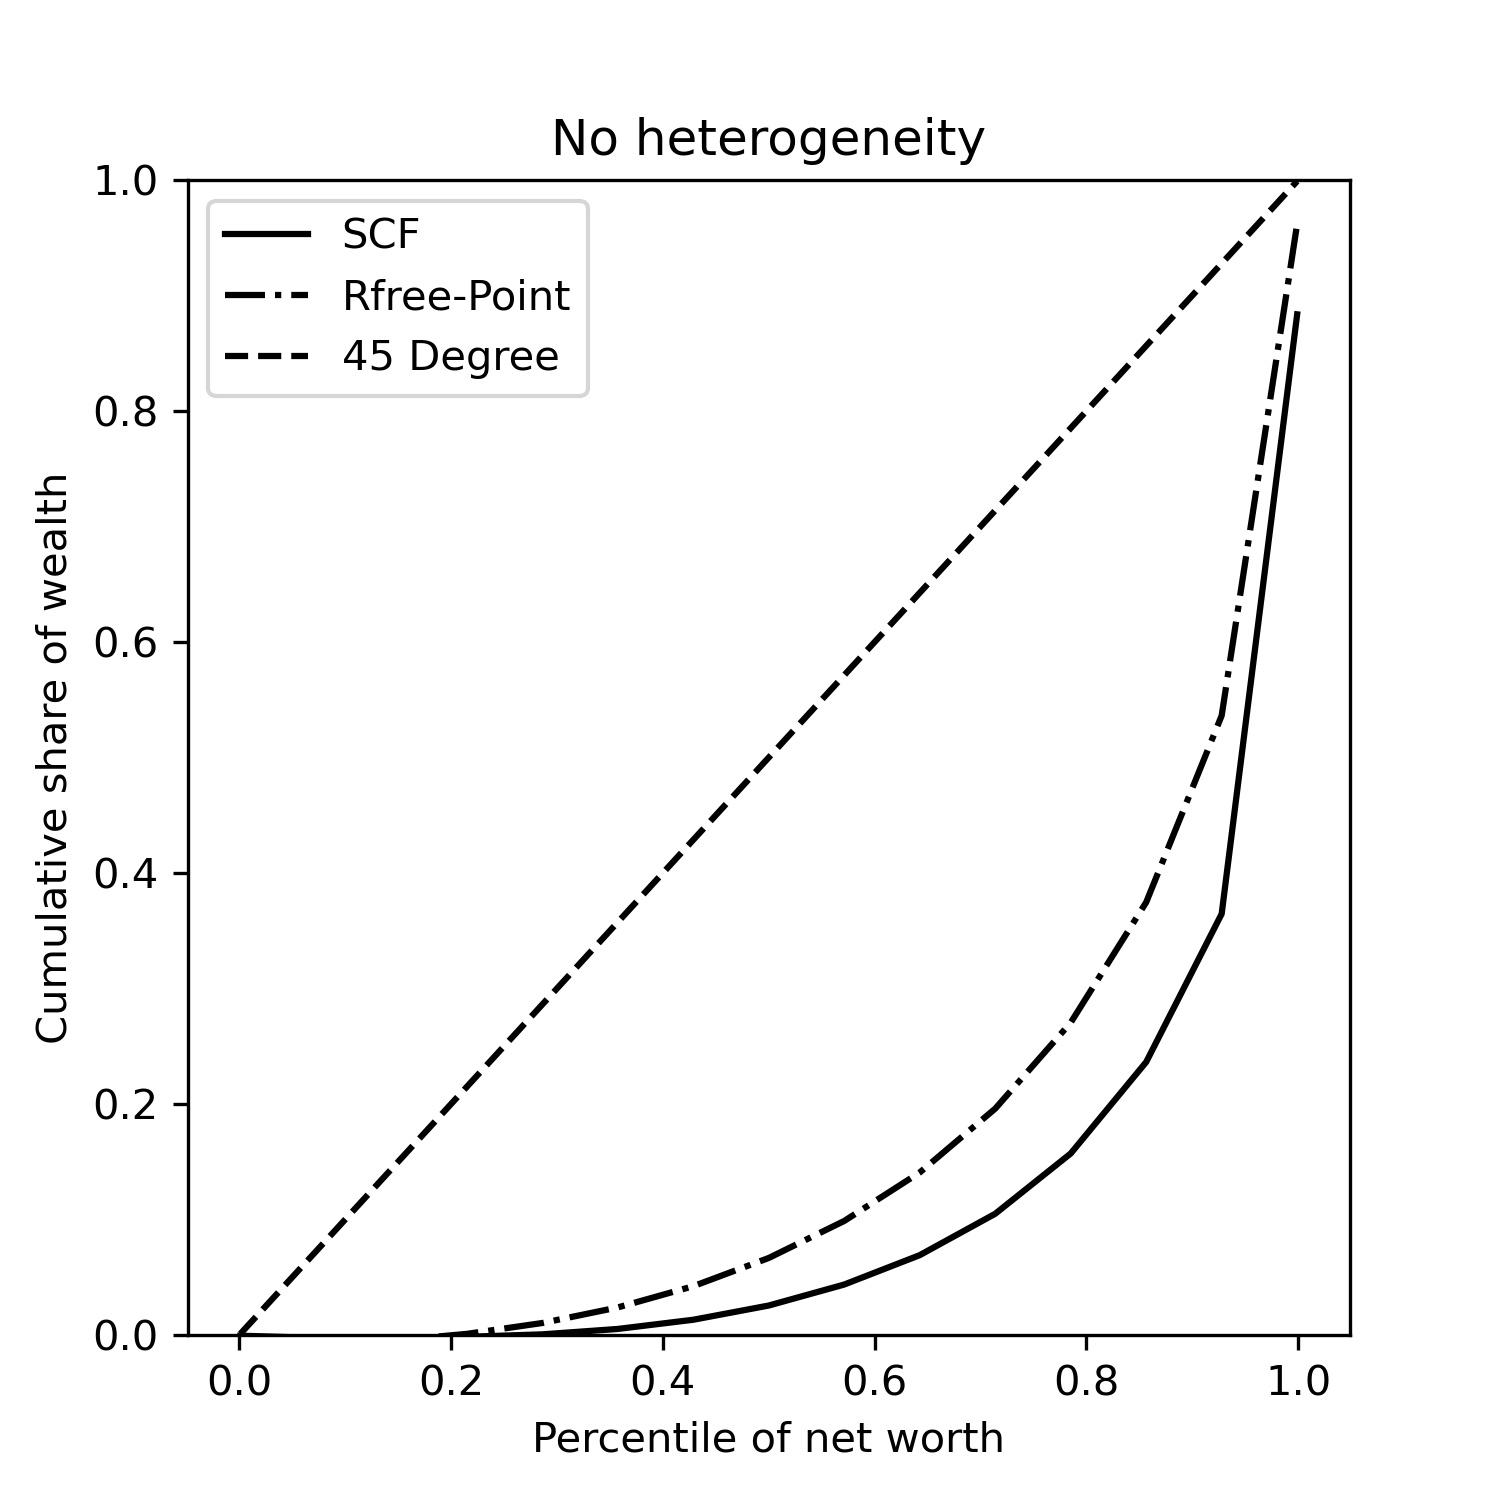 No heterogeneity
1.0
0.8
0.6
0.4
0.2
0.0
Cumulative share of wealth
SCF
Rfree-Point
45 Degree
0.0 0.2 0.4 0.6 0.8 1.0
Percentile of net worth